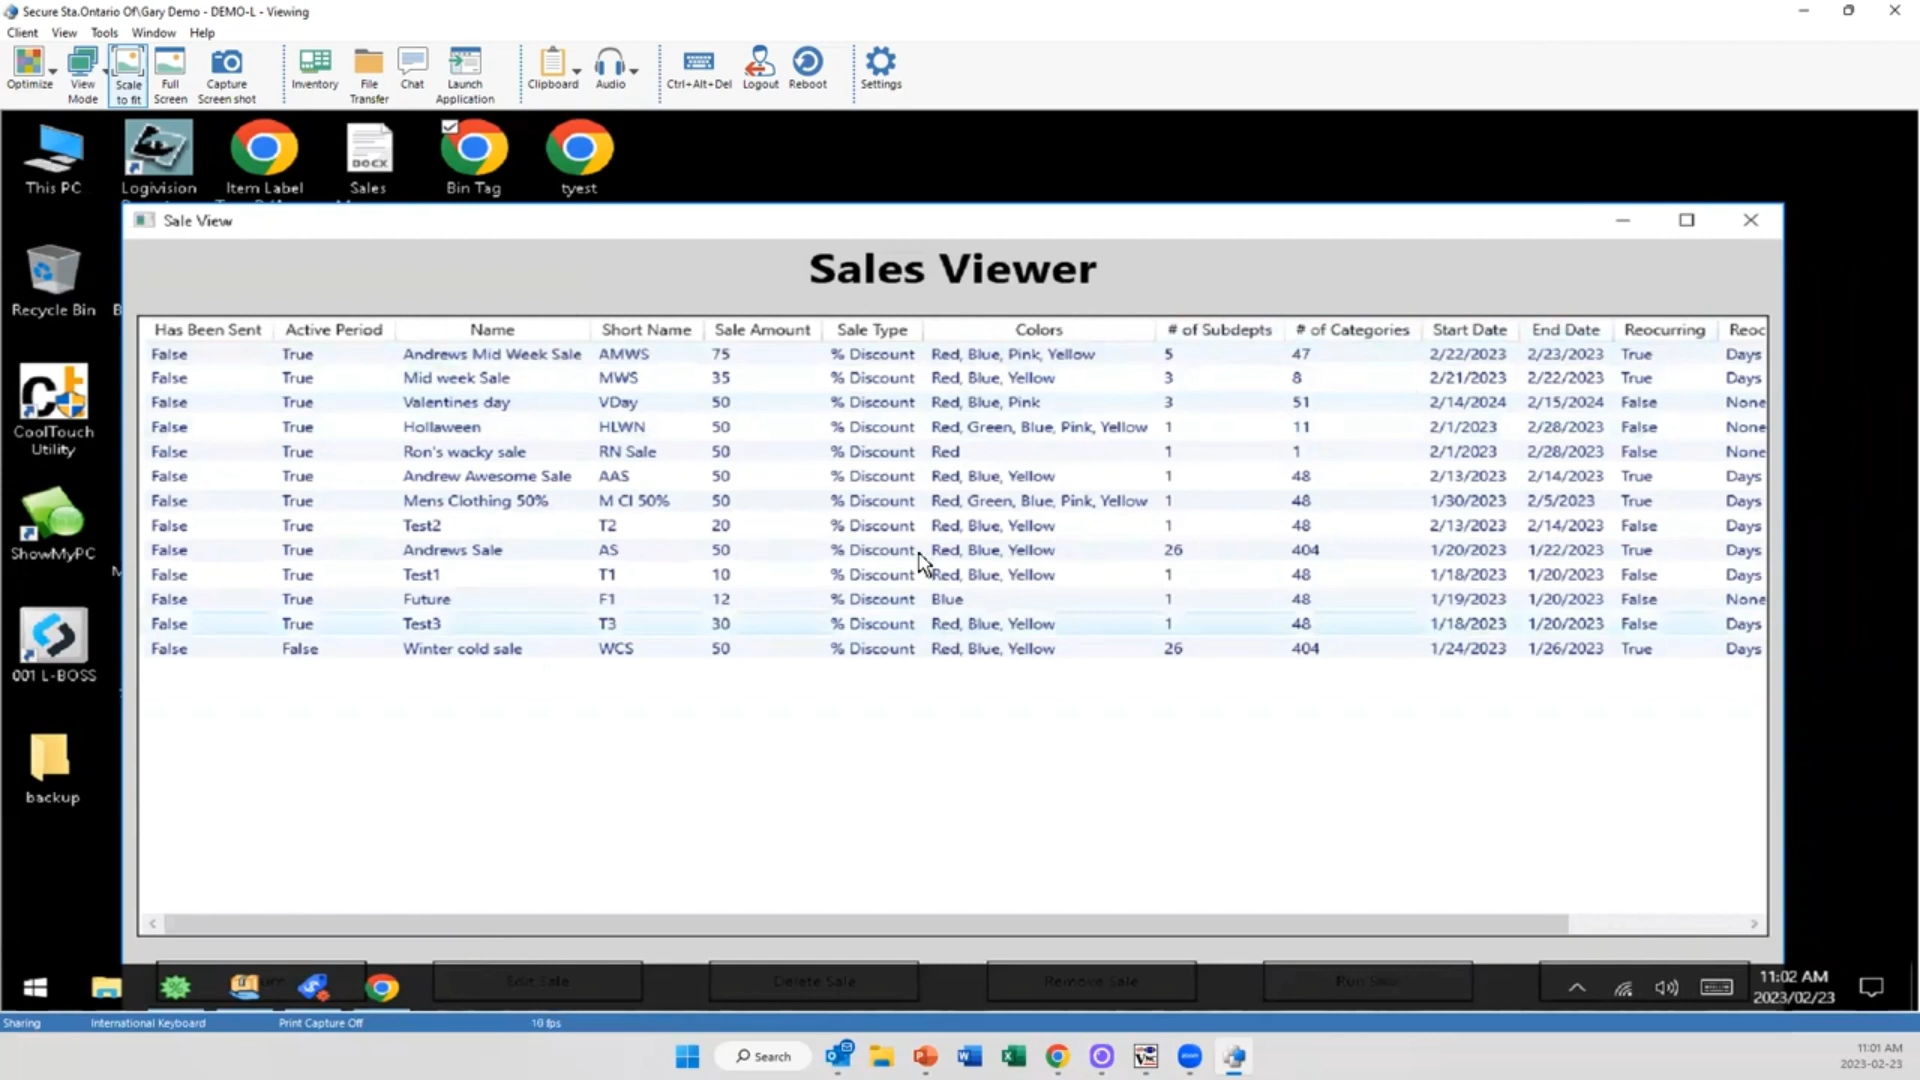 Secure Sta.Ontario Of\Gary Demo - DEMO-L - Viewing
Client View Tools Window Help
Optimize View Mode Scale to fit Full Screen Capture Screen shot Inventory File Transfer Chat Launch Application Clipboard Audio Ctrl+Alt+Del Logout Reboot Settings
This PC Logivision Item Label Sales Bin Tag tyest
DOCX
Sale View
Sales Viewer
Has Been Sent Active Period Name Short Name Sale Amount Sale Type Colors # of Subdepts # of Categories Start Date End Date Reocurring Reoc
False True Andrews Mid Week Sale AMWS 75 % Discount Red, Blue, Pink, Yellow 5 47 2/22/2023 2/23/2023 True Days
False True Mid week Sale MWS 35 % Discount Red, Blue, Yellow 3 8 2/21/2023 2/22/2023 True Days
False True Valentines day VDay 50 % Discount Red, Blue, Pink 3 51 2/14/2024 2/15/2024 False None
False True Hollaween HLWN 50 % Discount Red, Green, Blue, Pink, Yellow 1 11 2/1/2023 2/28/2023 False None
False True Ron's wacky sale RN Sale 50 % Discount Red 1 1 2/1/2023 2/28/2023 False None
False True Andrew Awesome Sale AAS 50 % Discount Red, Blue, Yellow 1 48 2/13/2023 2/14/2023 True Days
False True Mens Clothing 50% M Cl 50% 50 % Discount Red, Green, Blue, Pink, Yellow 1 48 1/30/2023 2/5/2023 True Days
False True Test2 T2 20 % Discount Red, Blue, Yellow 1 48 2/13/2023 2/14/2023 False Days
False True Andrews Sale AS 50 % Discount Red, Blue, Yellow 26 404 1/20/2023 1/22/2023 True Days
False True Test1 T1 10 % Discount Red, Blue, Yellow 1 48 1/18/2023 1/20/2023 False Days
False True Future F1 12 % Discount Blue 1 48 1/19/2023 1/20/2023 False None
False True Test3 T3 30 % Discount Red, Blue, Yellow 1 48 1/18/2023 1/20/2023 False Days
False False Winter cold sale WCS 50 % Discount Red, Blue, Yellow 26 404 1/24/2023 1/26/2023 True Days
Recycle Bin
CoolTouch Utility
ShowMyPC
001 L-BOSS
backup
Edit Sale Delete Sale Remove Sale Run Sale
11:02 AM
2023/02/23
Sharing International Keyboard Print Capture Off 10 fps
Search
11:01 AM
2023-02-23